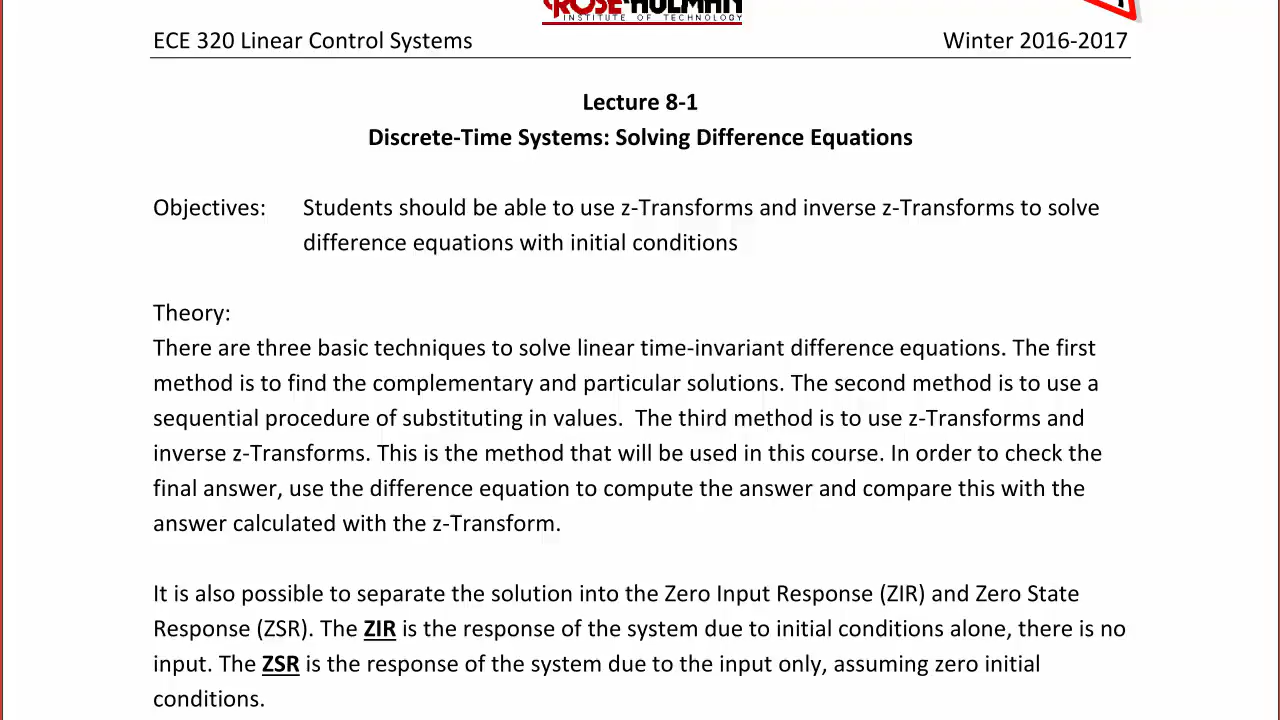 ROSE-HULMAN
INSTITUTE OF TECHNOLOGY
ECE 320 Linear Control Systems Winter 2016-2017
Lecture 8-1
Discrete-Time Systems: Solving Difference Equations
Objectives: Students should be able to use z-Transforms and inverse z-Transforms to solve
difference equations with initial conditions
Theory:
There are three basic techniques to solve linear time-invariant difference equations. The first
method is to find the complementary and particular solutions. The second method is to use a
sequential procedure of substituting in values.  The third method is to use z-Transforms and
inverse z-Transforms. This is the method that will be used in this course. In order to check the
final answer, use the difference equation to compute the answer and compare this with the
answer calculated with the z-Transform.
It is also possible to separate the solution into the Zero Input Response (ZIR) and Zero State
Response (ZSR). The ZIR is the response of the system due to initial conditions alone, there is no
input. The ZSR is the response of the system due to the input only, assuming zero initial
conditions.